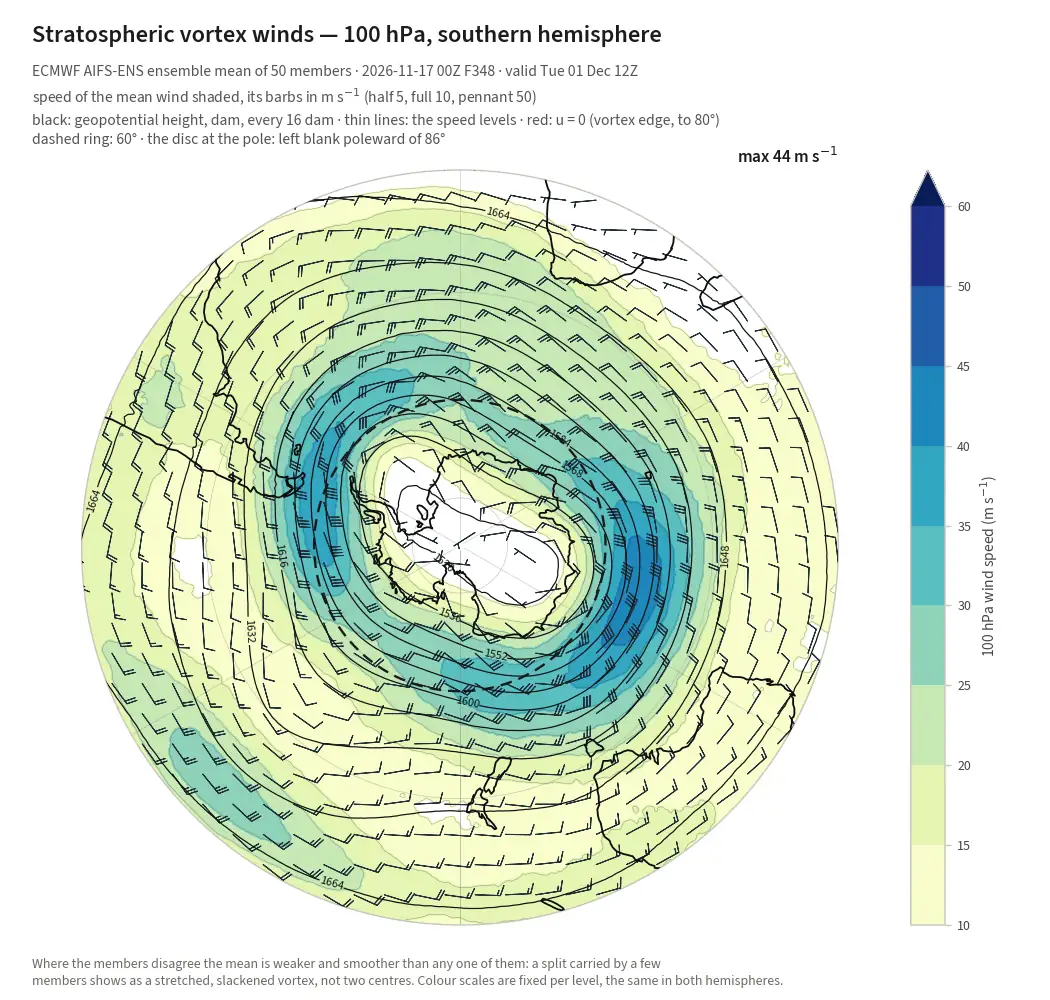 Stratospheric vortex winds — 100 hPa, southern hemisphere
ECMWF AIFS-ENS ensemble mean of 50 members · 2026-11-17 00Z F348 · valid Tue 01 Dec 12Z
speed of the mean wind shaded, its barbs in m s⁻¹ (half 5, full 10, pennant 50)
black: geopotential height, dam, every 16 dam · thin lines: the speed levels · red: u = 0 (vortex edge, to 80°)
dashed ring: 60° · the disc at the pole: left blank poleward of 86°
max 44 m s⁻¹
1664
60
50
45
40
35
30
25
20
15
10
100 hPa wind speed (m s⁻¹)
1584
1568
1664
1616
1648
1536
1632
1552
1600
1664
Where the members disagree the mean is weaker and smoother than any one of them: a split carried by a few
members shows as a stretched, slackened vortex, not two centres. Colour scales are fixed per level, the same in both hemispheres.